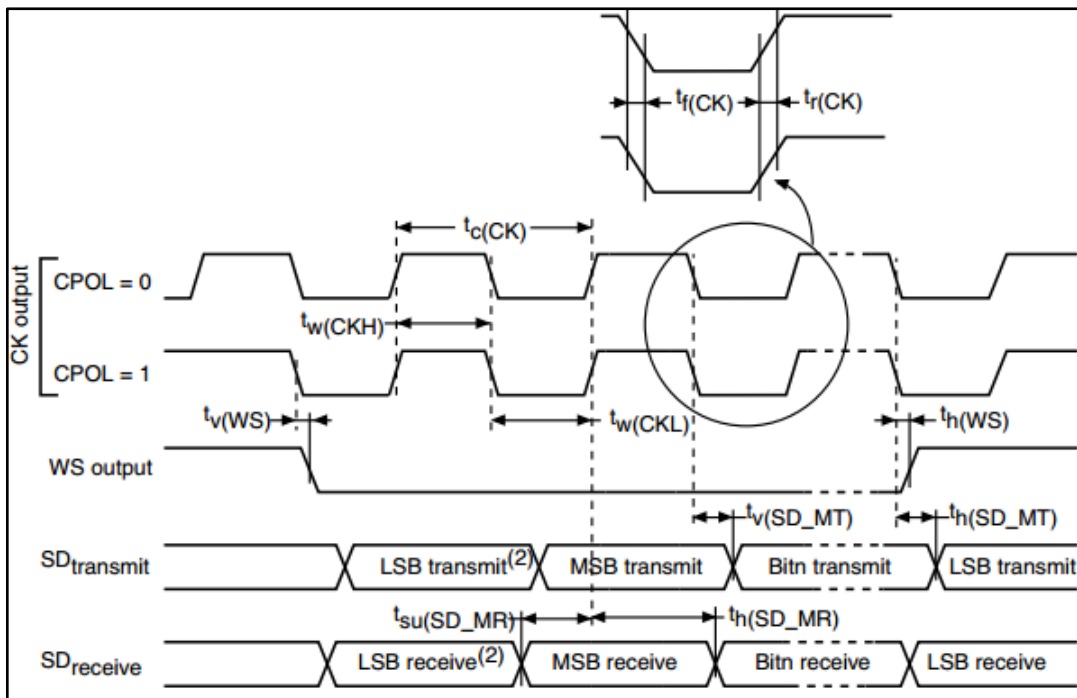 tf(CK)
tr(CK)
tc(CK)
CK output
CPOL = 0
tw(CKH)
CPOL = 1
tv(WS)
tw(CKL)
th(WS)
WS output
tv(SD_MT)
th(SD_MT)
SDtransmit
LSB transmit(2)
MSB transmit
Bitn transmit
LSB transmit
tsu(SD_MR)
th(SD_MR)
SDreceive
LSB receive(2)
MSB receive
Bitn receive
LSB receive